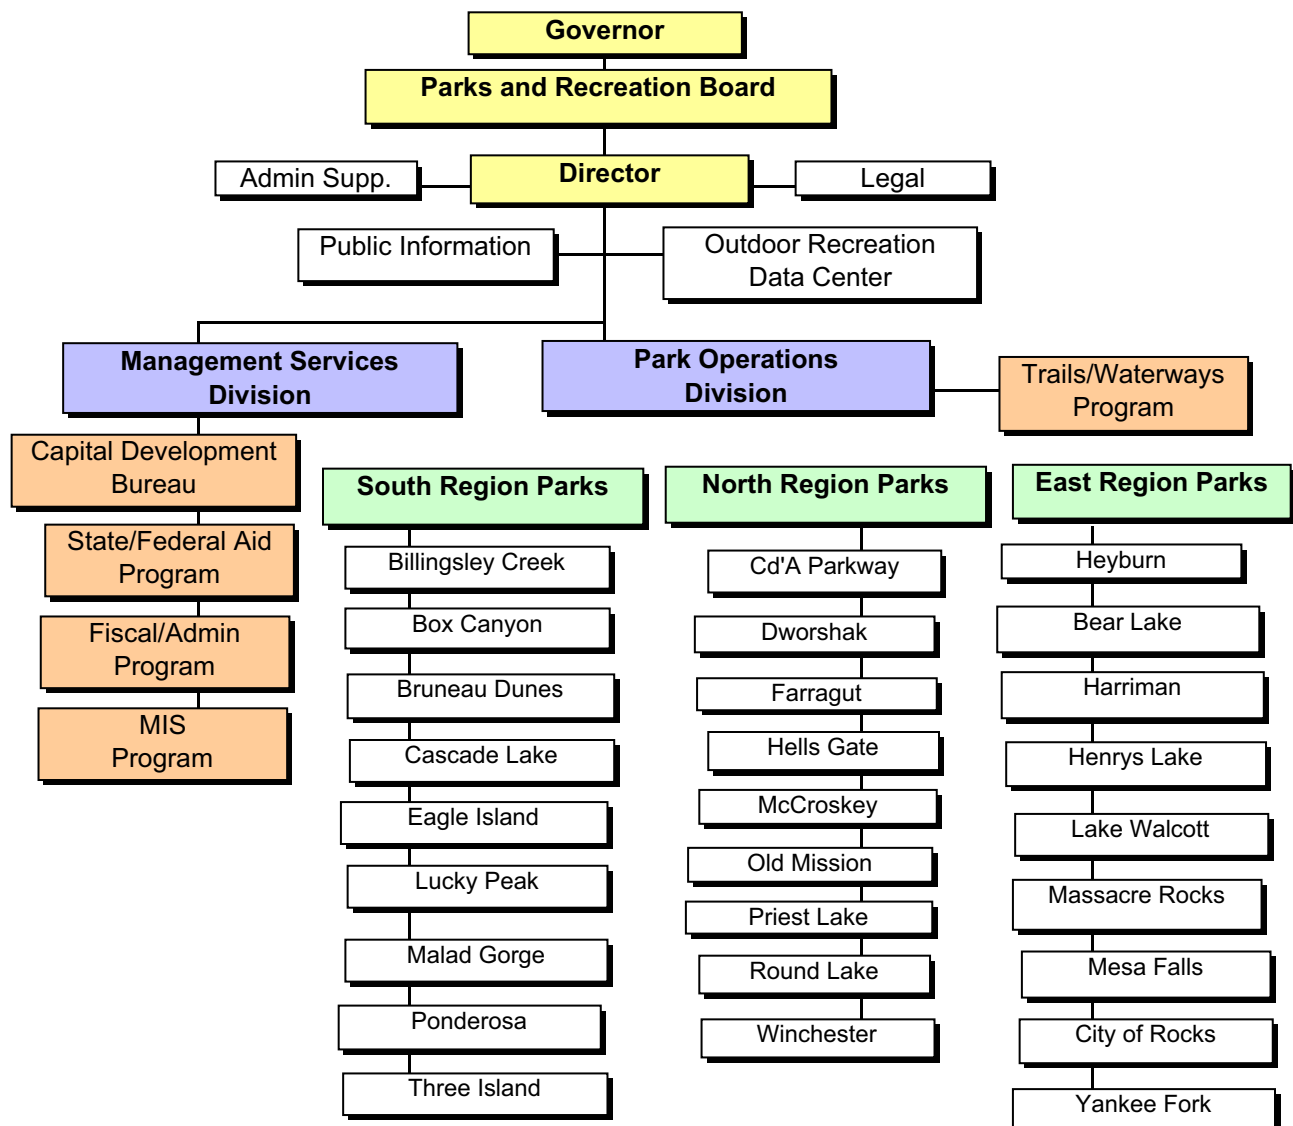 Governor
Parks and Recreation Board
Admin Supp.
Director
Legal
Public Information
Outdoor Recreation
Data Center
Management Services
Division
Park Operations
Division
Trails/Waterways
Program
Capital Development
Bureau
State/Federal Aid
Program
Fiscal/Admin
Program
MIS
Program
South Region Parks
Billingsley Creek
Box Canyon
Bruneau Dunes
Cascade Lake
Eagle Island
Lucky Peak
Malad Gorge
Ponderosa
Three Island
North Region Parks
Cd'A Parkway
Dworshak
Farragut
Hells Gate
McCroskey
Old Mission
Priest Lake
Round Lake
Winchester
East Region Parks
Heyburn
Bear Lake
Harriman
Henrys Lake
Lake Walcott
Massacre Rocks
Mesa Falls
City of Rocks
Yankee Fork